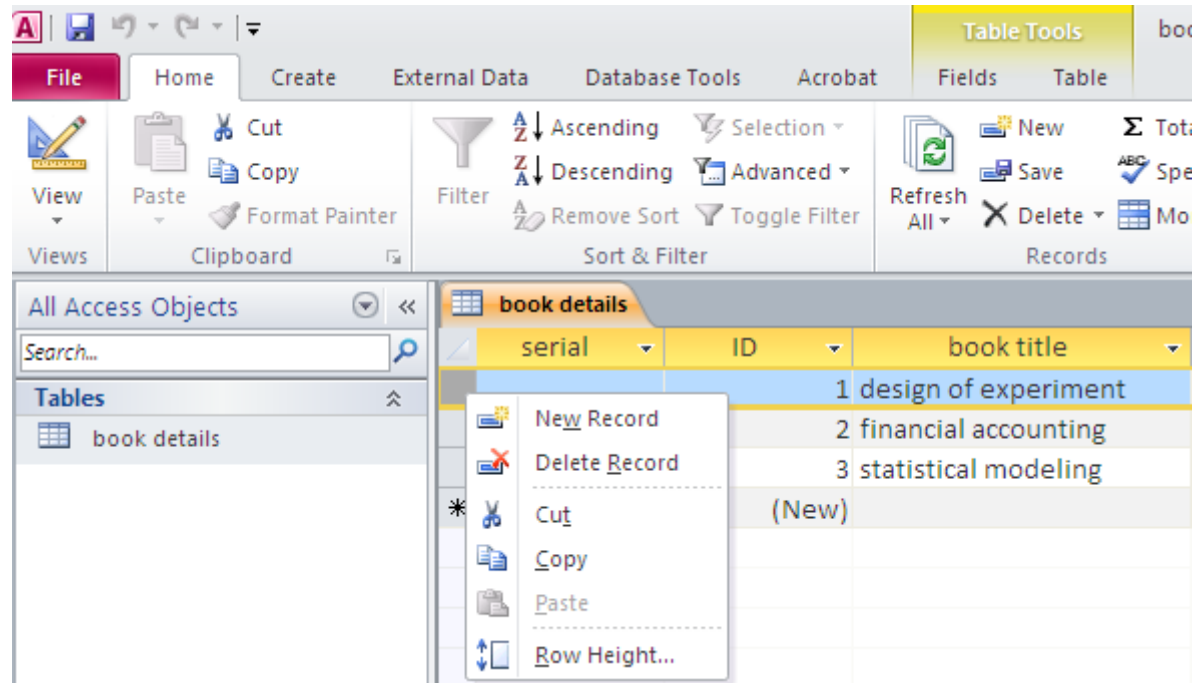 Table Tools
File Home Create External Data Database Tools Acrobat Fields Table
Cut Ascending Selection New
Copy Descending Advanced Save
View Paste Format Painter Filter Remove Sort Toggle Filter Refresh All Delete
Views Clipboard Sort & Filter Records
All Access Objects
Search...
Tables
book details
book details
serial ID book title
1 design of experiment
2 financial accounting
3 statistical modeling
* (New)
New Record
Delete Record
Cut
Copy
Paste
Row Height...